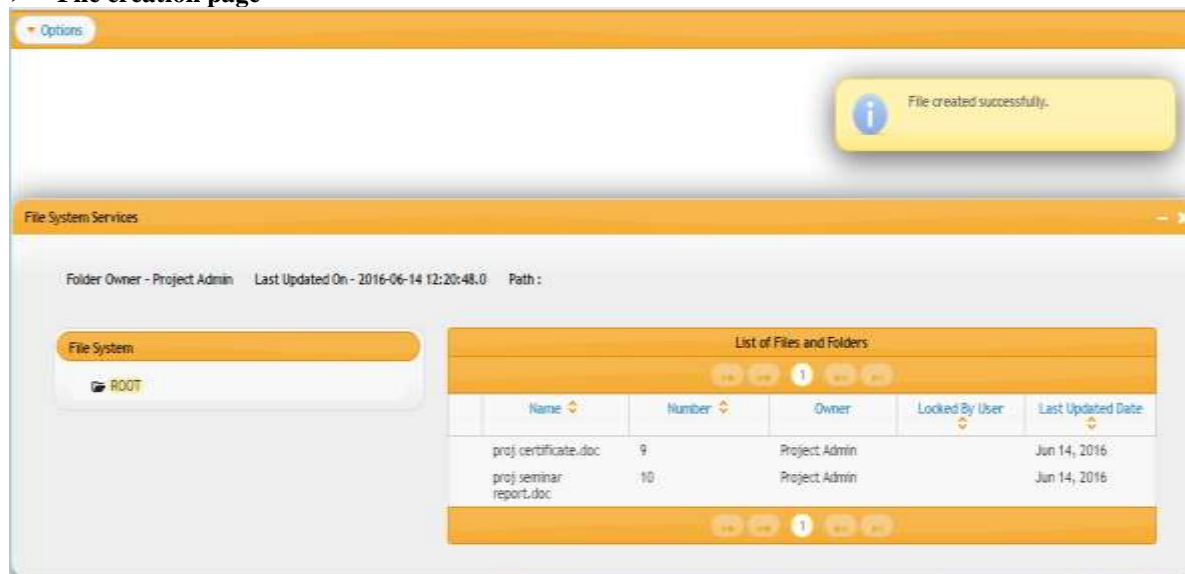 File creation page
Options
File created successfully.
File System Services
Folder Owner - Project Admin Last Updated On - 2016-06-14 12:20:48.0 Path :
File System
ROOT
List of Files and Folders
1
Name Number Owner Locked By User Last Updated Date
proj certificate.doc 9 Project Admin Jun 14, 2016
proj seminar 10 Project Admin Jun 14, 2016
report.doc
1